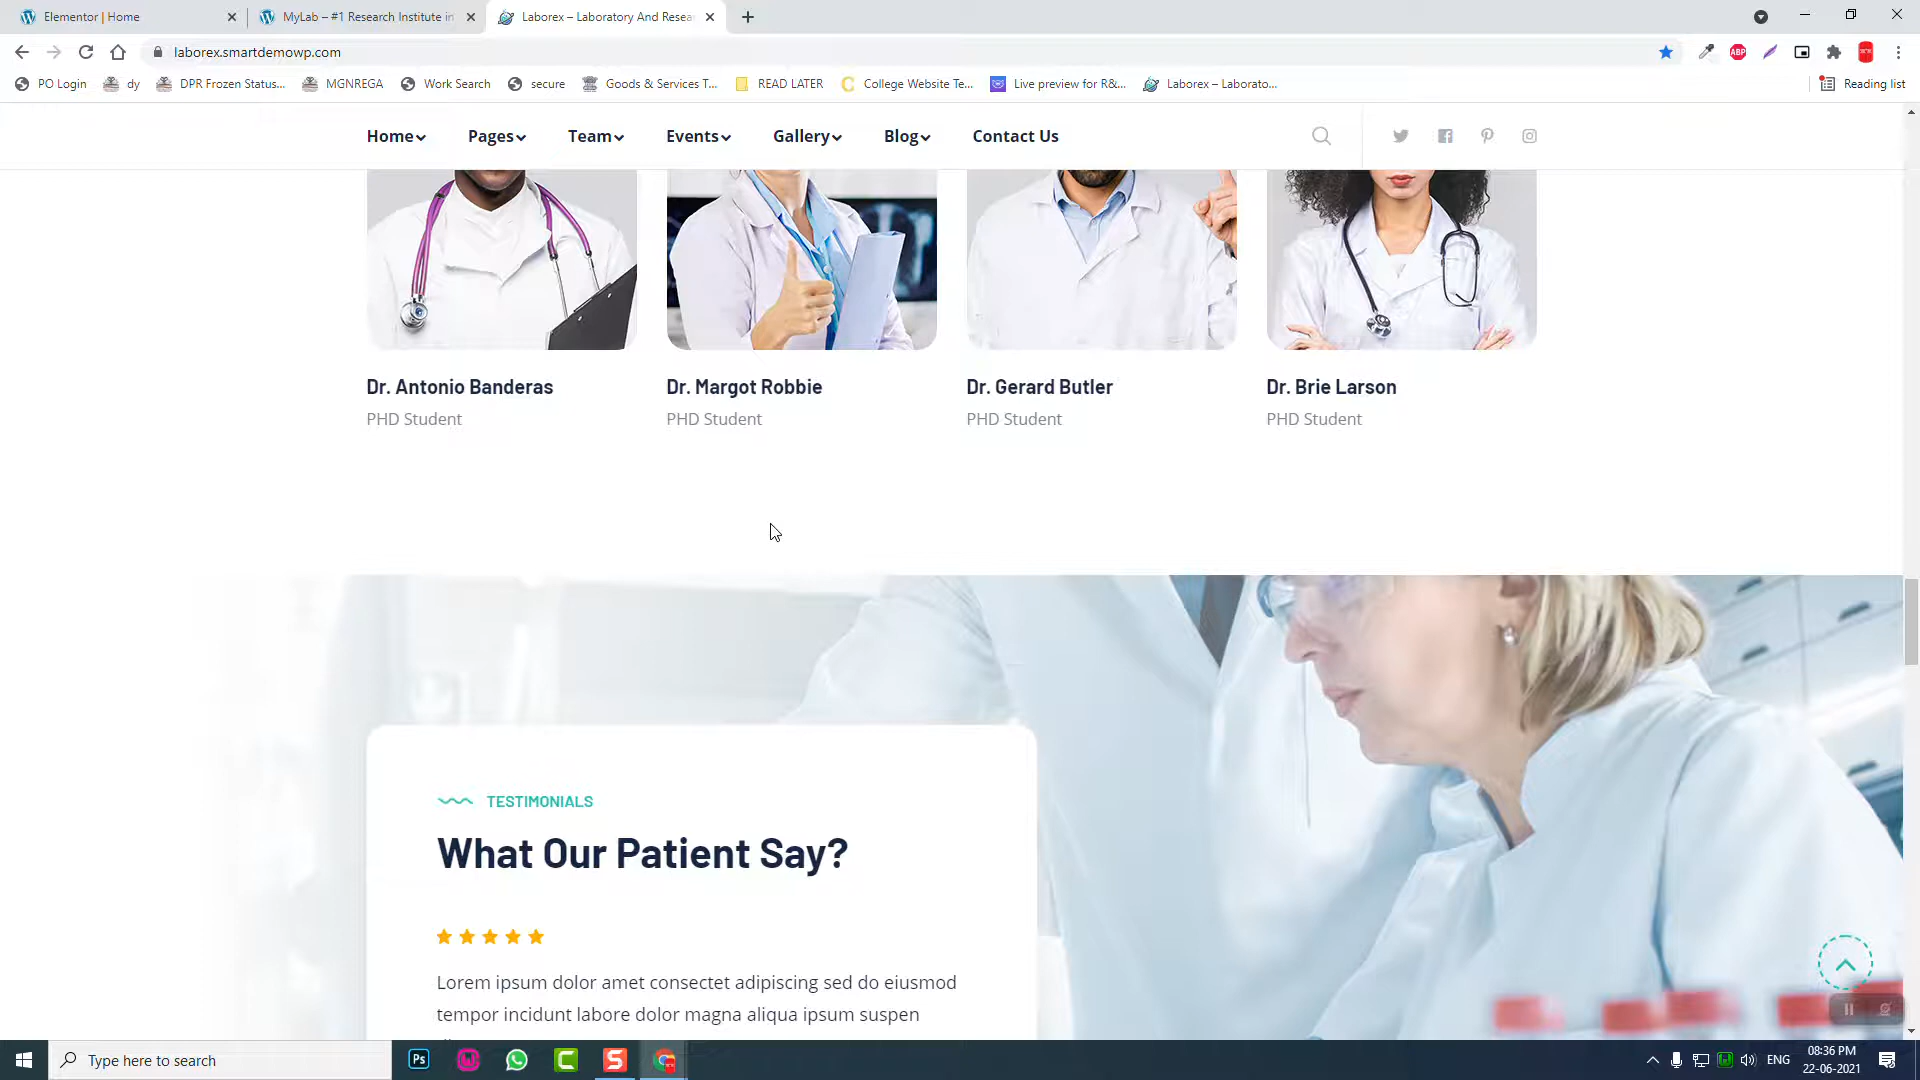 Elementor | Home
MyLab – #1 Research Institute in
Laborex – Laboratory And Resea
laborex.smartdemowp.com
PO Login
dy
DPR Frozen Status...
MGNREGA
Work Search
secure
Goods & Services T...
READ LATER
College Website Te...
Live preview for R&...
Laborex – Laborato...
Reading list
Home
Pages
Team
Events
Gallery
Blog
Contact Us
Dr. Antonio Banderas
PHD Student
Dr. Margot Robbie
PHD Student
Dr. Gerard Butler
PHD Student
Dr. Brie Larson
PHD Student
TESTIMONIALS
What Our Patient Say?
Lorem ipsum dolor amet consectet adipiscing sed do eiusmod
tempor incidunt labore dolor magna aliqua ipsum suspen
Type here to search
Ps
ENG
08:36 PM
22-06-2021